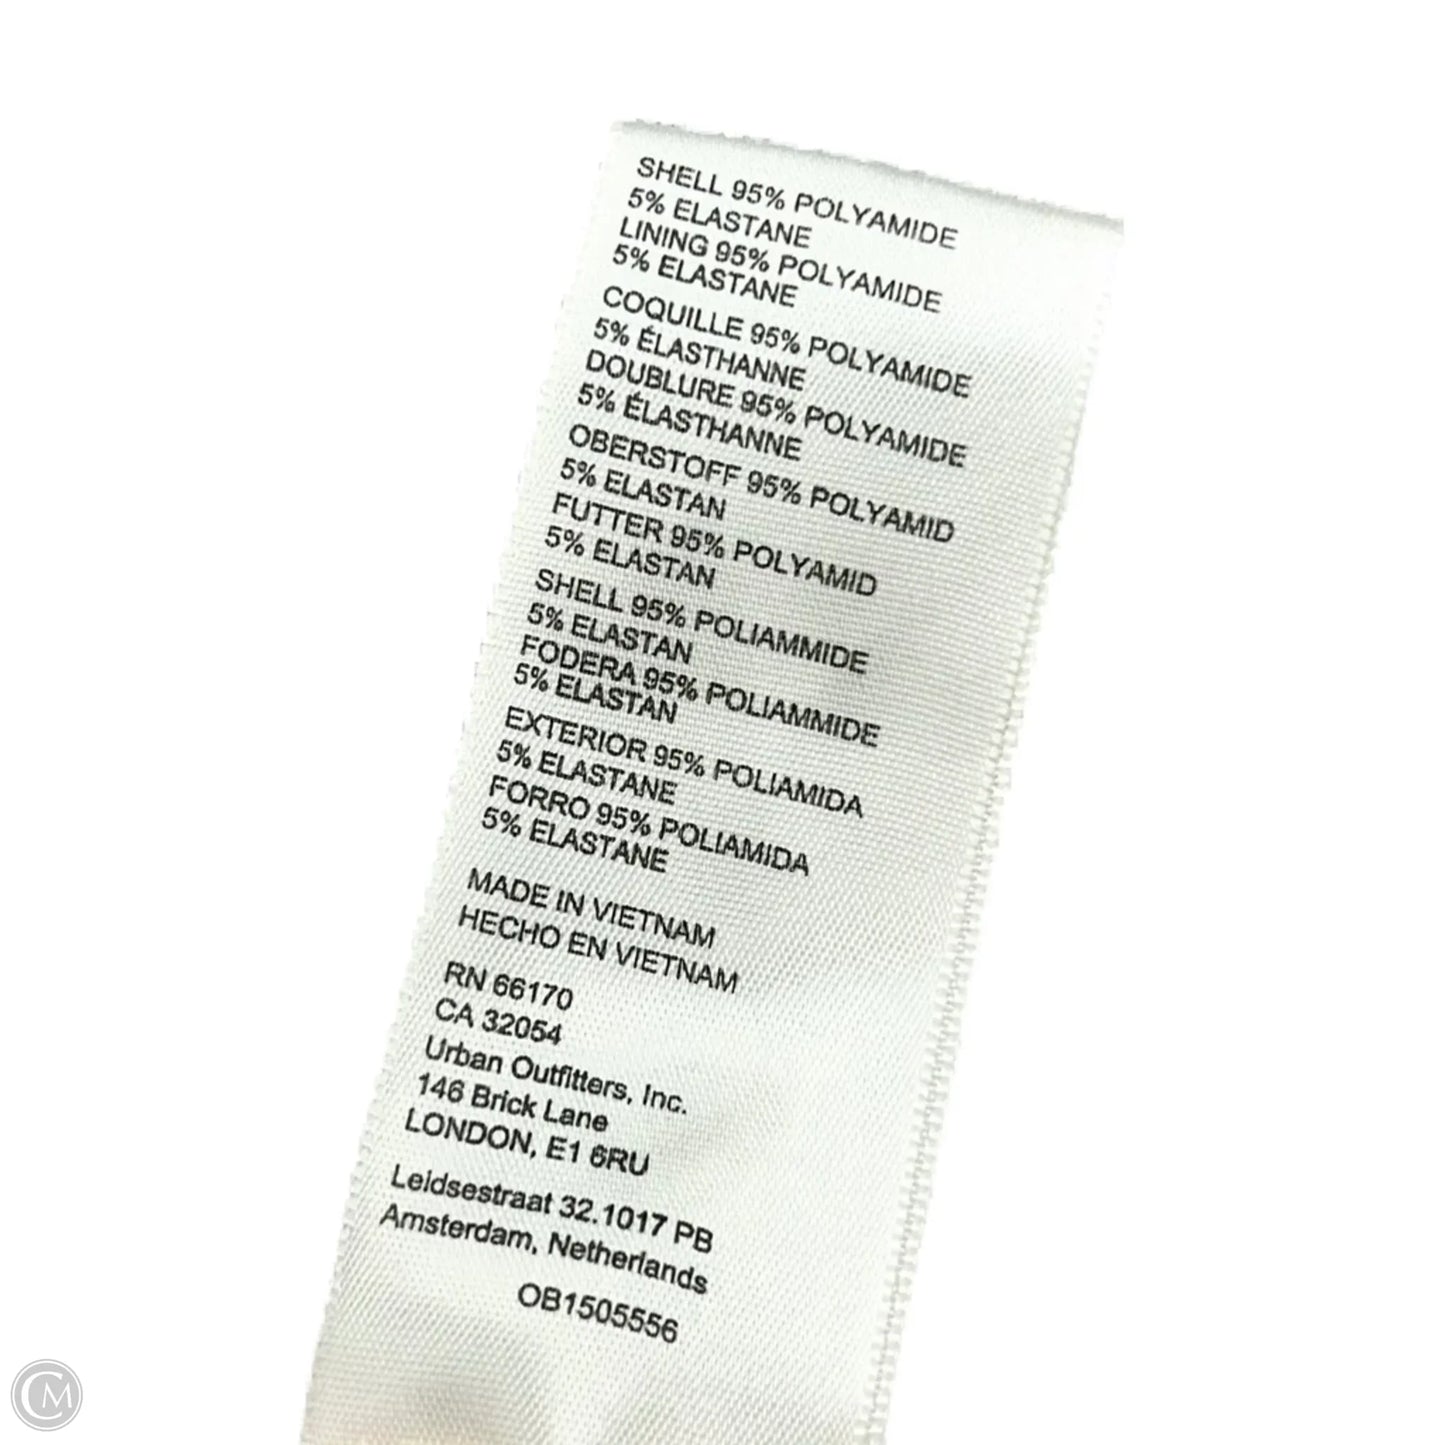 SHELL 95% POLYAMIDE
5% ELASTANE
LINING 95% POLYAMIDE
5% ELASTANE
COQUILLE 95% POLYAMIDE
5% ÉLASTHANNE
DOUBLURE 95% POLYAMIDE
5% ÉLASTHANNE
OBERSTOFF 95% POLYAMID
5% ELASTAN
FUTTER 95% POLYAMID
5% ELASTAN
SHELL 95% POLIAMMIDE
5% ELASTAN
FODERA 95% POLIAMMIDE
5% ELASTAN
EXTERIOR 95% POLIAMIDA
5% ELASTANE
FORRO 95% POLIAMIDA
5% ELASTANE
MADE IN VIETNAM
HECHO EN VIETNAM
RN 66170
CA 32054
Urban Outfitters, Inc.
146 Brick Lane
LONDON, E1 6RU
Leidsestraat 32.1017 PB
Amsterdam, Netherlands
OB1505556
CM